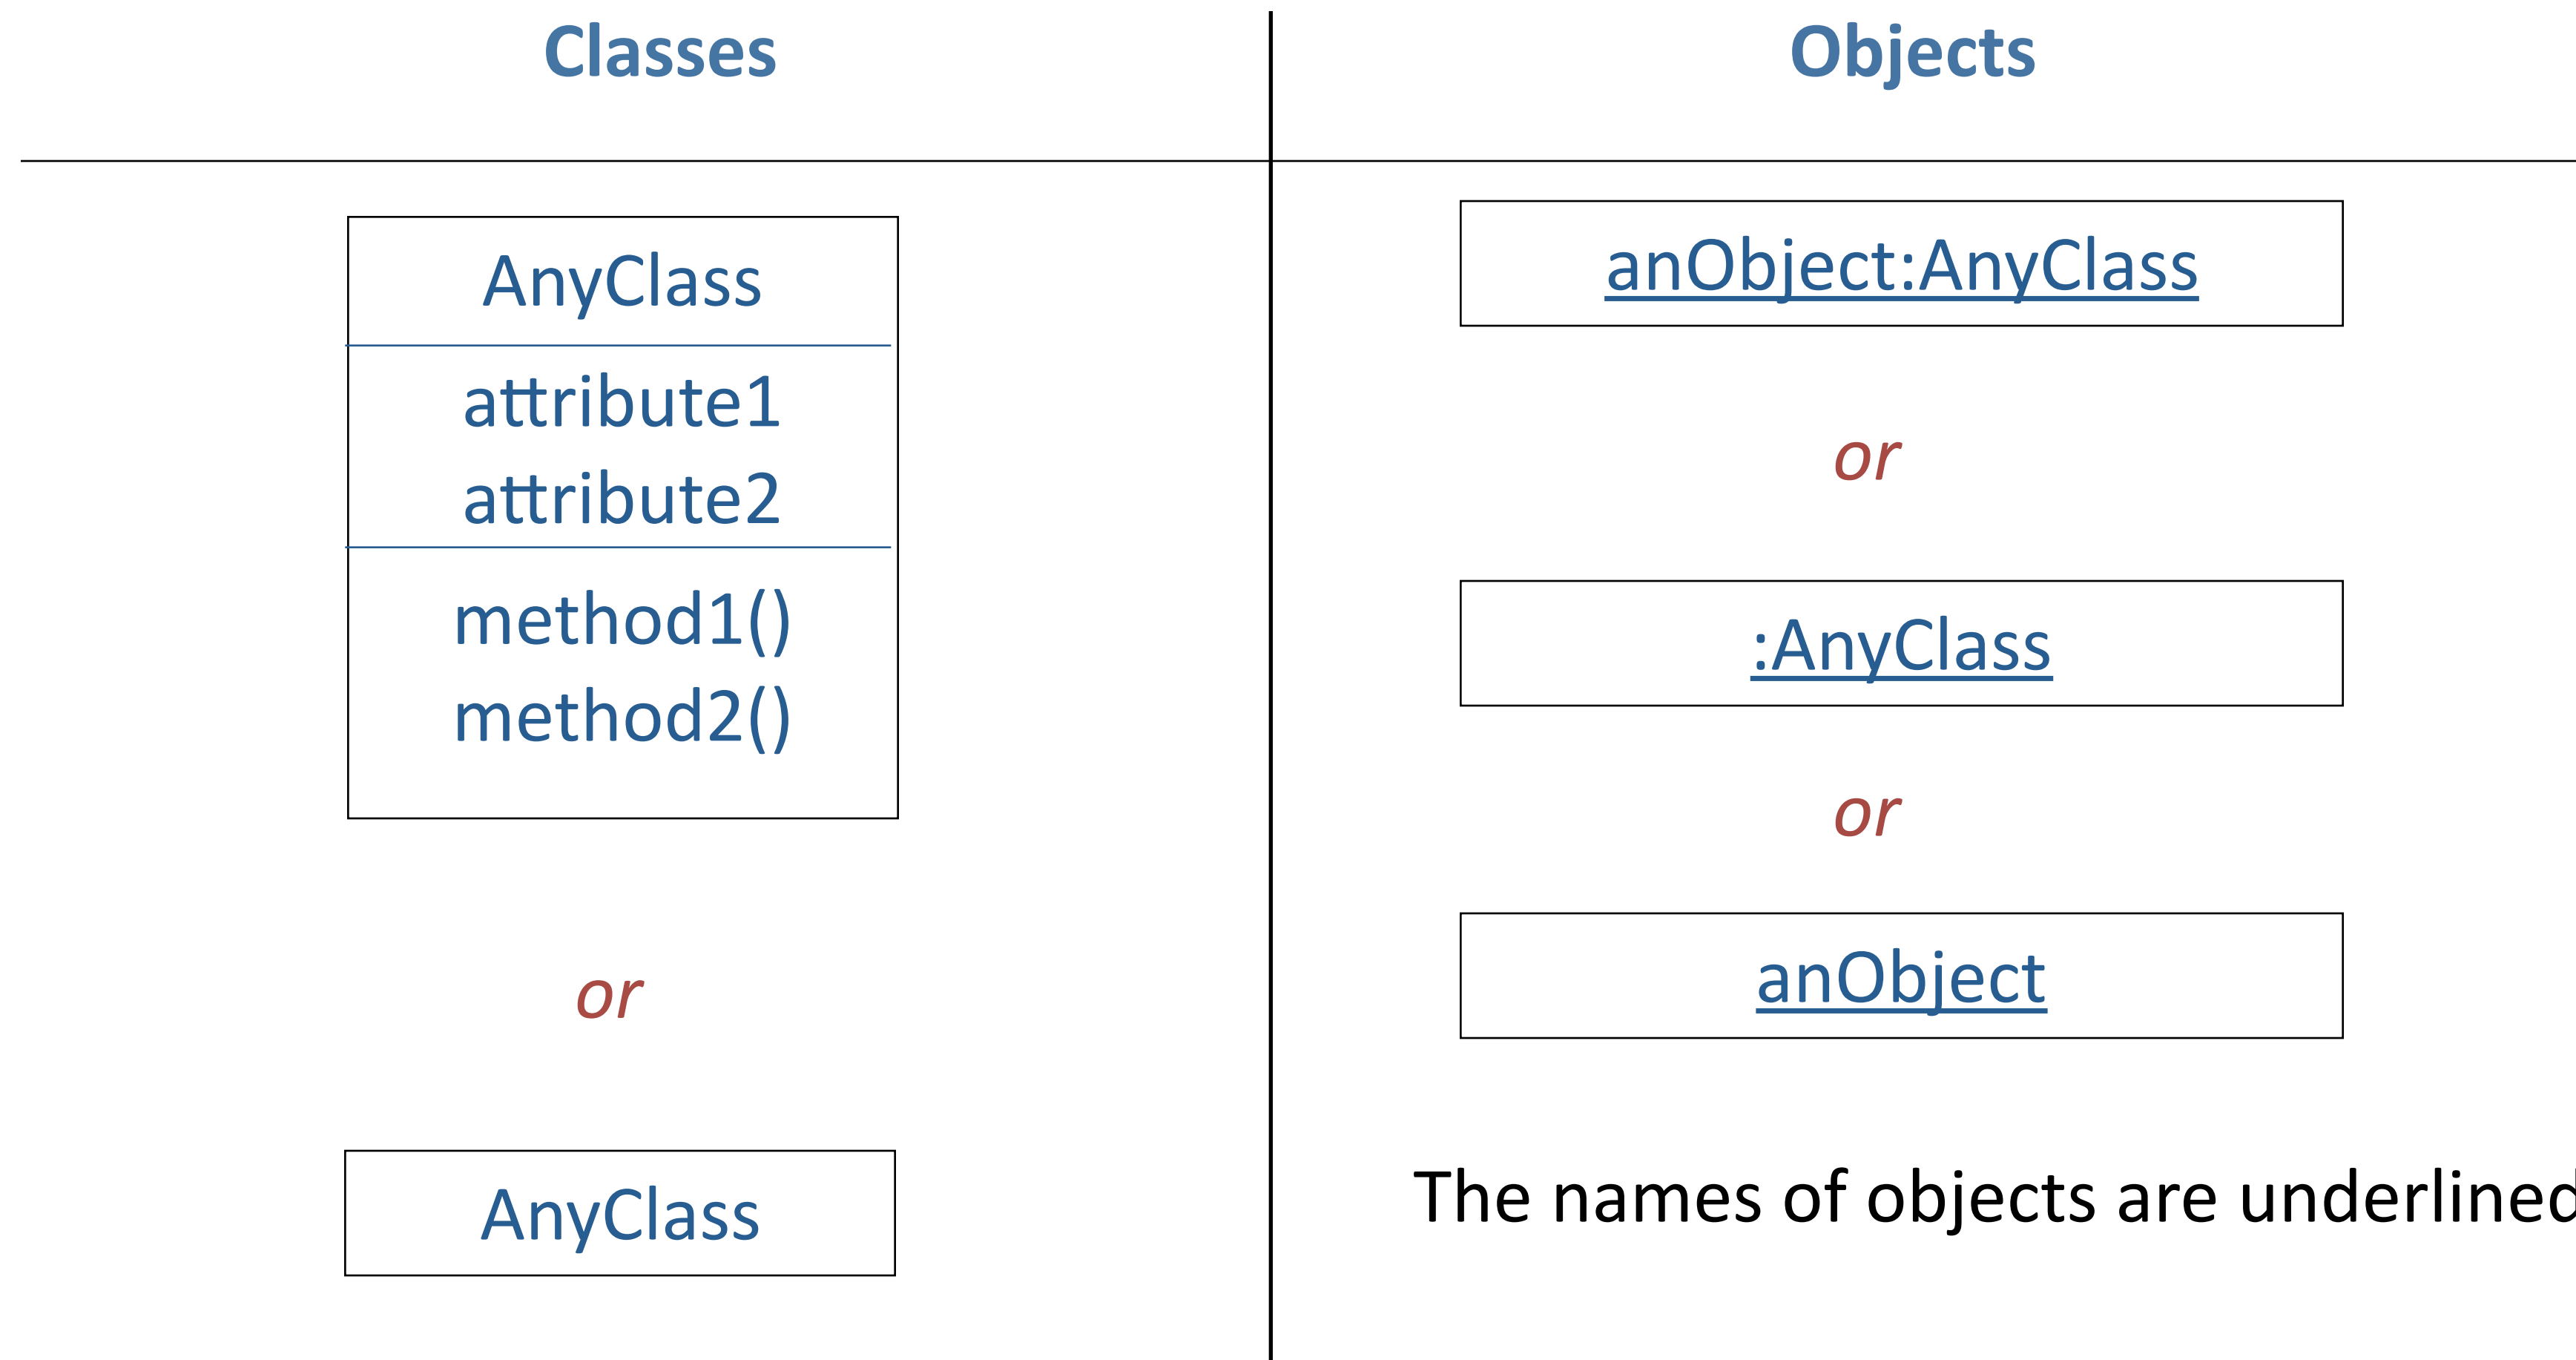 Classes
Objects
AnyClass
attribute1
attribute2
method1()
method2()
or
AnyClass
anObject:AnyClass
or
:AnyClass
or
anObject
The names of objects are underlined